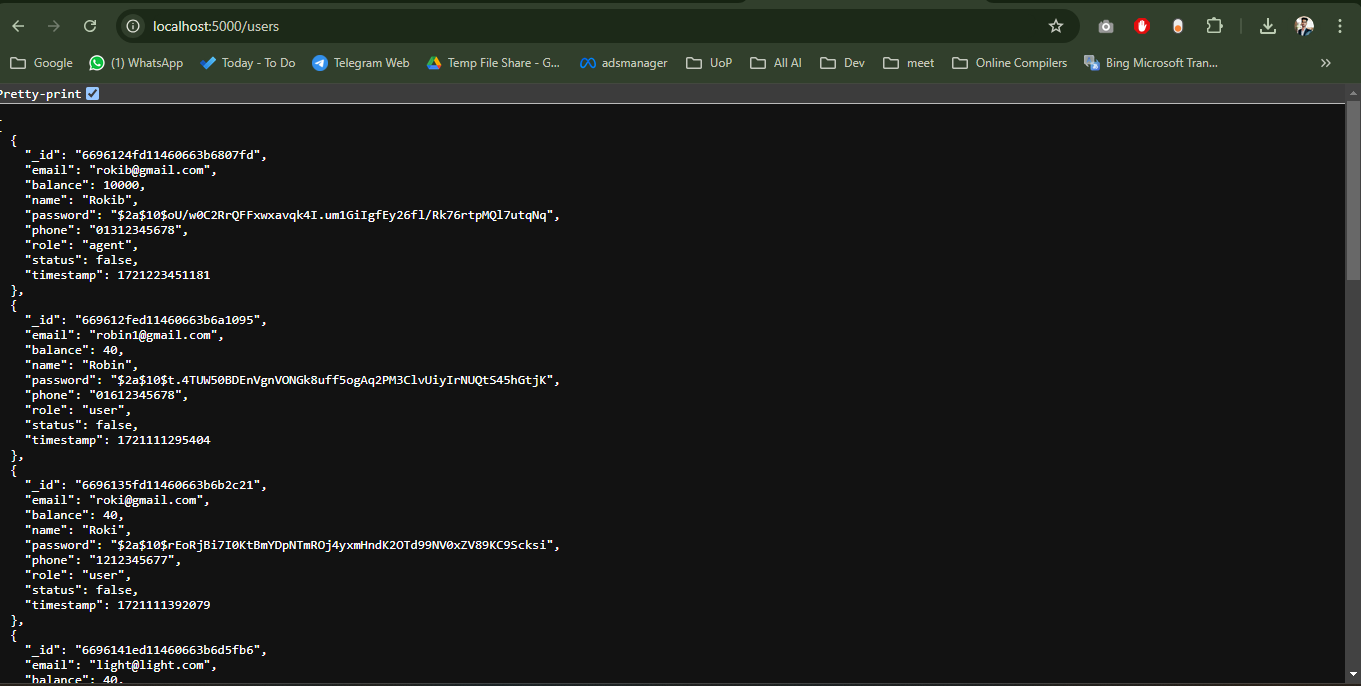 localhost:5000/users
Google (1) WhatsApp Today - To Do Telegram Web Temp File Share - G... adsmanager UoP All AI Dev meet Online Compilers Bing Microsoft Tran... »
Pretty-print
[
{
"_id": "6696124fd11460663b6807fd",
"email": "rokib@gmail.com",
"balance": 10000,
"name": "Rokib",
"password": "$2a$10$oU/w0C2RrQFFxwxavqk4I.um1GiIgfEy26fl/Rk76rtpMQl7utqNq",
"phone": "01312345678",
"role": "agent",
"status": false,
"timestamp": 1721223451181
},
{
"_id": "669612fed11460663b6a1095",
"email": "robin1@gmail.com",
"balance": 40,
"name": "Robin",
"password": "$2a$10$t.4TUW50BDEnVgnVONGk8uff5ogAq2PM3ClvUiyIrNUQtS45hGtjK",
"phone": "01612345678",
"role": "user",
"status": false,
"timestamp": 1721111295404
},
{
"_id": "6696135fd11460663b6b2c21",
"email": "roki@gmail.com",
"balance": 40,
"name": "Roki",
"password": "$2a$10$rEoRjBi7I0KtBmYDpNTmROj4yxmHndK2OTd99NV0xZV89KC9Scksi",
"phone": "1212345677",
"role": "user",
"status": false,
"timestamp": 1721111392079
},
{
"_id": "6696141ed11460663b6d5fb6",
"email": "light@light.com",
"balance": 40,